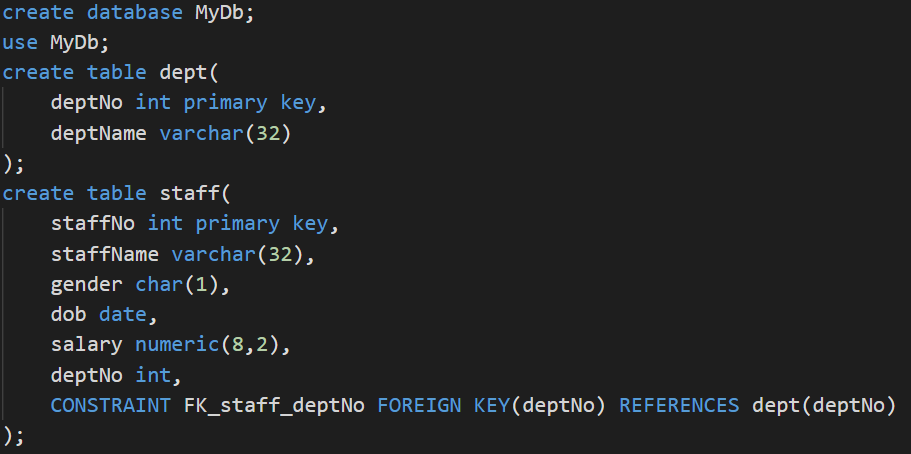 create database MyDb;
use MyDb;
create table dept(
    deptNo int primary key,
    deptName varchar(32)
);
create table staff(
    staffNo int primary key,
    staffName varchar(32),
    gender char(1),
    dob date,
    salary numeric(8,2),
    deptNo int,
    CONSTRAINT FK_staff_deptNo FOREIGN KEY(deptNo) REFERENCES dept(deptNo)
);